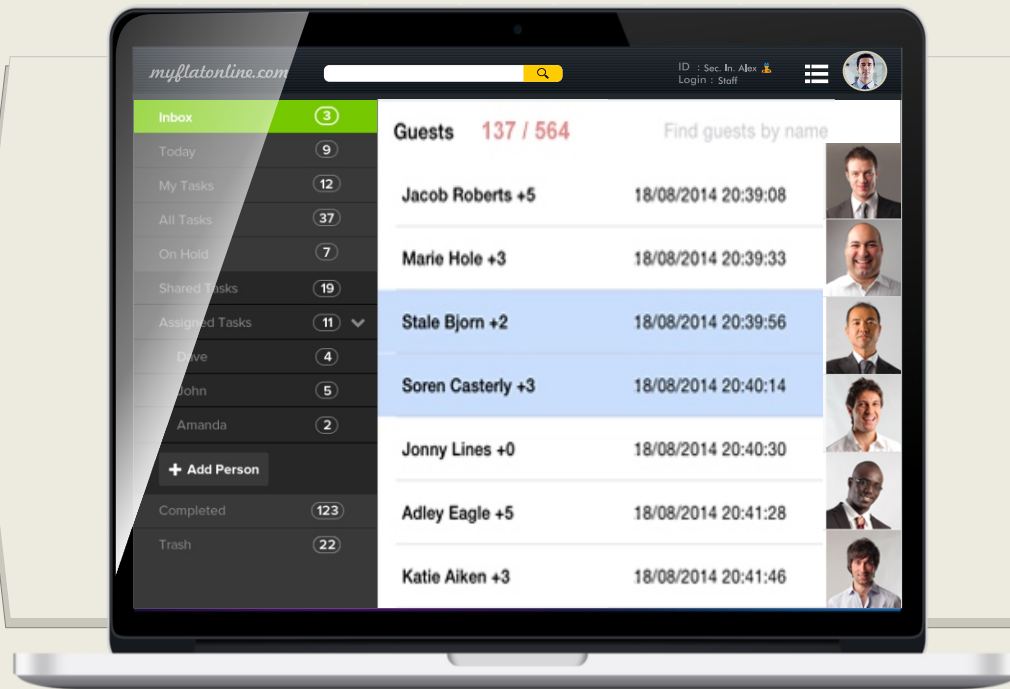 myflatonline.com
ID : Sec. In. Alex
Login : Staff
Inbox 3
Today 9
My Tasks 12
All Tasks 37
On Hold 7
Shared Tasks 19
Assigned Tasks 11
Dave 4
John 5
Amanda 2
+ Add Person
Completed 123
Trash 22
Guests 137 / 564 Find guests by name
Jacob Roberts +5 18/08/2014 20:39:08
Marie Hole +3 18/08/2014 20:39:33
Stale Bjorn +2 18/08/2014 20:39:56
Soren Casterly +3 18/08/2014 20:40:14
Jonny Lines +0 18/08/2014 20:40:30
Adley Eagle +5 18/08/2014 20:41:28
Katie Aiken +3 18/08/2014 20:41:46